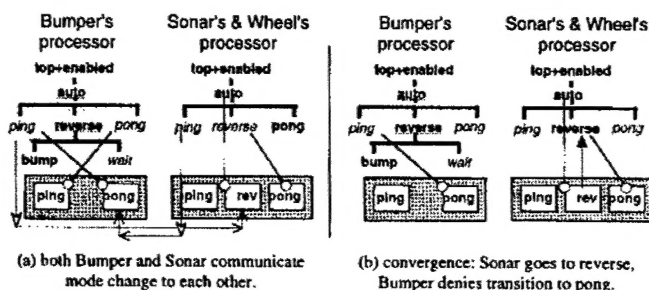 Bumper's
processor
top+enabled
auto
ping reverse pong
bump wait
ping pong
(a) both Bumper and Sonar communicate
mode change to each other.
Sonar's & Wheel's
processor
top+enabled
auto
ping reverse pong
ping rev pong
Bumper's
processor
top+enabled
auto
ping reverse pong
bump wait
ping pong
Sonar's & Wheel's
processor
top+enabled
auto
ping reverse pong
ping rev pong
(b) convergence: Sonar goes to reverse,
Bumper denies transition to pong.